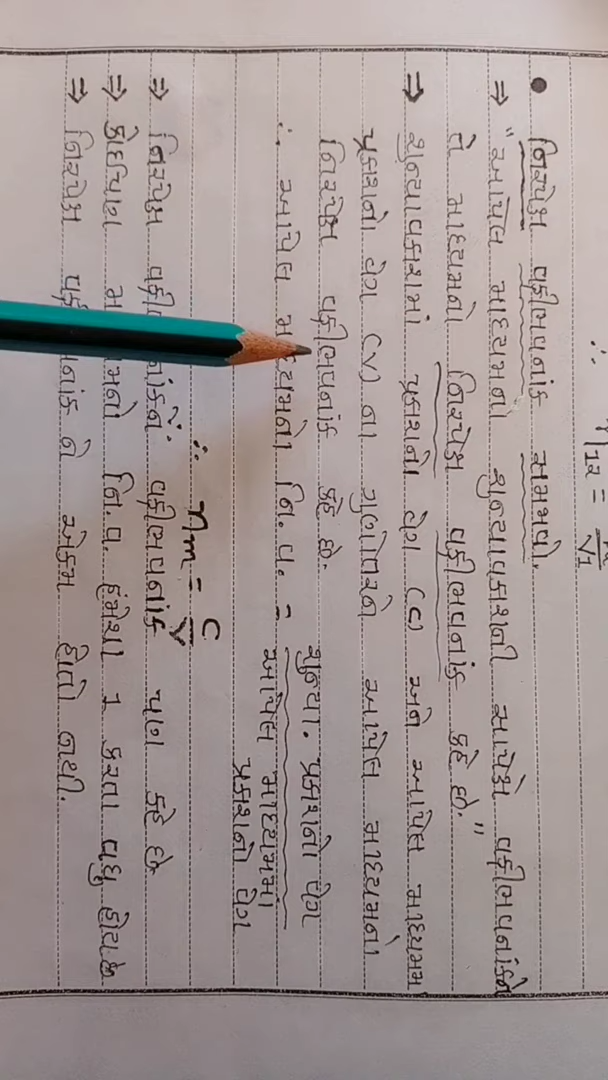 ∴ η₁₂ = /v₁
● નિરપેક્ષ વક્રીભવનાંક સમજાવો.
⇒ "આપેલ માધ્યમના શુન્યાવકાશની સાપેક્ષે વક્રીભવનાંકને
તે માધ્યમનો નિરપેક્ષ વક્રીભવનાંક કહે છે."
⇒ શુન્યાવકાશમાં પ્રકાશનો વેગ (c) અને આપેલ માધ્યમમાં
પ્રકાશનો વેગ (v) ના ગુણોત્તરને આપેલ માધ્યમનો
નિરપેક્ષ વક્રીભવનાંક કહે છે.
∴ આપેલ માધ્યમનો નિ. વ. = શુન્યા. પ્રકાશનો વેગ
આપેલ માધ્યમમાં
પ્રકાશનો વેગ
∴ nm = c/v
⇒ નિરપેક્ષ વક્રીભવનાંકને વક્રીભવનાંક પણ કહે છે
⇒ કોઈપણ માધ્યમનો નિ.વ. હંમેશા 1 કરતા વધુ હોય છે
⇒ નિરપેક્ષ વક્રીભવનાંક ને એકમ હોતો નથી.